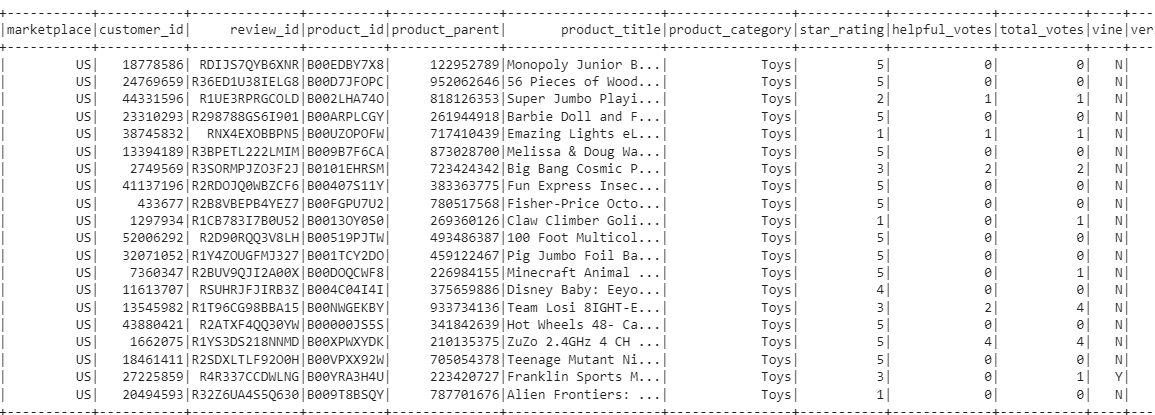 +-----------+-----------+--------------+----------+--------------+--------------------+----------------+-----------+-------------+-----------+----+---
|marketplace|customer_id|     review_id|product_id|product_parent|       product_title|product_category|star_rating|helpful_votes|total_votes|vine|ver
+-----------+-----------+--------------+----------+--------------+--------------------+----------------+-----------+-------------+-----------+----+---
|         US|   18778586| RDIJS7QYB6XNR|B00EDBY7X8|     122952789|Monopoly Junior B...|            Toys|          5|            0|          0|   N|
|         US|   24769659|R36ED1U38IELG8|B00D7JFOPC|     952062646|56 Pieces of Wood...|            Toys|          5|            0|          0|   N|
|         US|   44331596| R1UE3RPRGCOLD|B002LHA74O|     818126353|Super Jumbo Playi...|            Toys|          2|            1|          1|   N|
|         US|   23310293|R298788GS6I901|B00ARPLCGY|     261944918|Barbie Doll and F...|            Toys|          5|            0|          0|   N|
|         US|   38745832| RNX4EXOBBPN5|B00UZOPOFW|     717410439|Emazing Lights eL...|            Toys|          1|            1|          1|   N|
|         US|   13394189|R3BPETL222LMIM|B009B7F6CA|     873028700|Melissa & Doug Wa...|            Toys|          5|            0|          0|   N|
|         US|    2749569|R3SORMPJZO3F2J|B0101EHRSM|     723424342|Big Bang Cosmic P...|            Toys|          3|            2|          2|   N|
|         US|   41137196|R2RDOJQ0WBZCF6|B00407S11Y|     383363775|Fun Express Insec...|            Toys|          5|            0|          0|   N|
|         US|     433677|R2B8VBEPB4YEZ7|B00FGPU7U2|     780517568|Fisher-Price Octo...|            Toys|          5|            0|          0|   N|
|         US|    1297934|R1CB783I7B0U52|B0013OY0S0|     269360126|Claw Climber Goli...|            Toys|          1|            0|          1|   N|
|         US|   52006292| R2D90RQQ3V8LH|B00519PJTW|     493486387|100 Foot Multicol...|            Toys|          5|            0|          0|   N|
|         US|   32071052|R1Y4ZOUGFMJ327|B001TCY2DO|     459122467|Pig Jumbo Foil Ba...|            Toys|          5|            0|          0|   N|
|         US|    7360347|R2BUV9QJI2A00X|B00DOQCWF8|     226984155|Minecraft Animal ...|            Toys|          5|            0|          1|   N|
|         US|   11613707| RSUHRJFJIRB3Z|B004C04I4I|     375659886|Disney Baby: Eeyo...|            Toys|          4|            0|          0|   N|
|         US|   13545982|R1T96CG98BBA15|B00NWGEKBY|     933734136|Team Losi 8IGHT-E...|            Toys|          3|            2|          4|   N|
|         US|   43880421| R2ATXF4QQ30YW|B00000JS5S|     341842639|Hot Wheels 48- Ca...|            Toys|          5|            0|          0|   N|
|         US|    1662075|R1YS3DS218NNMD|B00XPWXYDK|     210135375|ZuZo 2.4GHz 4 CH ...|            Toys|          5|            4|          4|   N|
|         US|   18461411|R2SDXLTLF92O0H|B00VPXX92W|     705054378|Teenage Mutant Ni...|            Toys|          5|            0|          0|   N|
|         US|   27225859| R4R337CCDWLNG|B00YRA3H4U|     223420727|Franklin Sports M...|            Toys|          3|            0|          1|   Y|
|         US|   20494593|R32Z6UA4S5Q630|B009T8BSQY|     787701676|Alien Frontiers: ...|            Toys|          1|            0|          0|   N|
+-----------+-----------+--------------+----------+--------------+--------------------+----------------+-----------+-------------+-----------+----+---